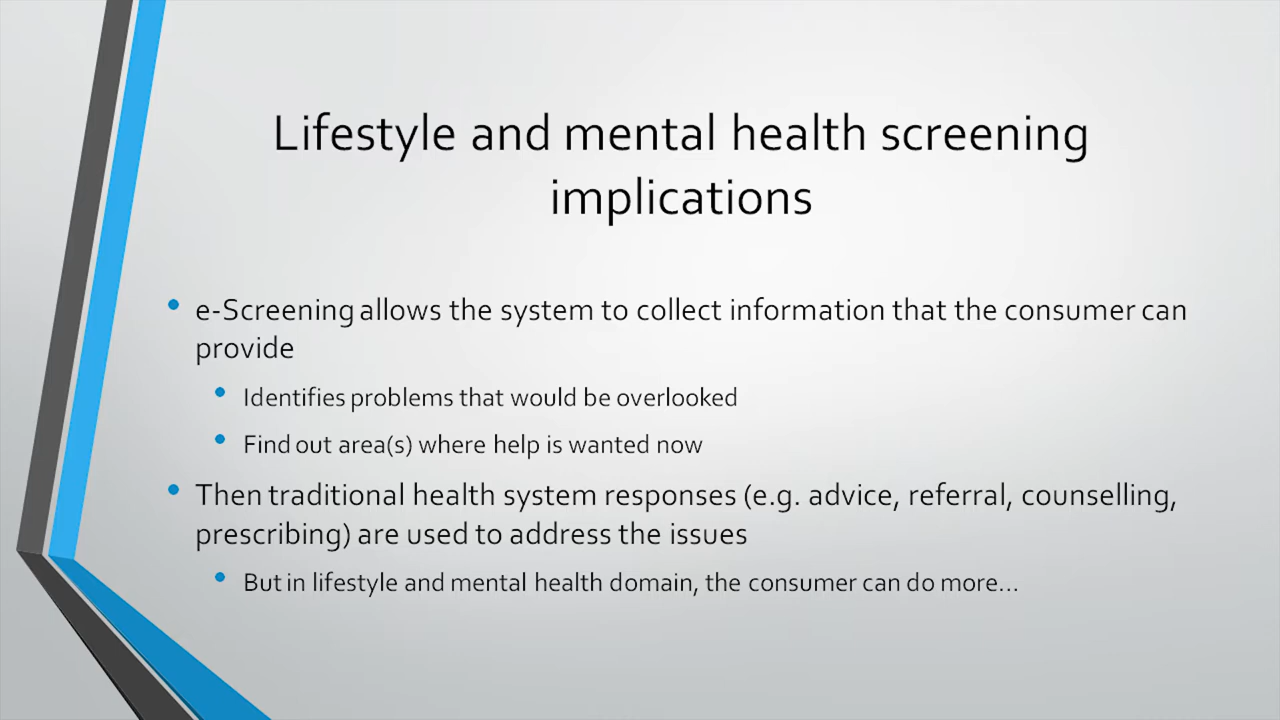 Lifestyle and mental health screening
implications
• e-Screening allows the system to collect information that the consumer can
provide
• Identifies problems that would be overlooked
• Find out area(s) where help is wanted now
• Then traditional health system responses (e.g. advice, referral, counselling,
prescribing) are used to address the issues
• But in lifestyle and mental health domain, the consumer can do more...